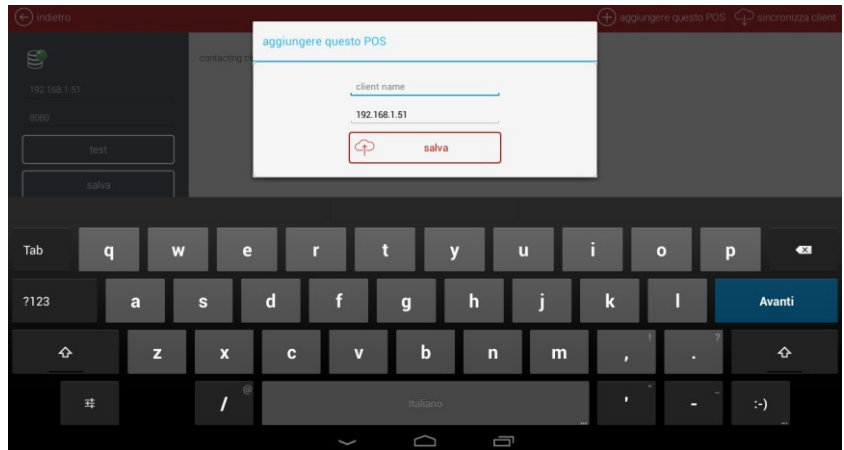 indietro
aggiungere questo POS
sincronizza client
aggiungere questo POS
contacting
client name
192.168.1.51
192.168.1.51
8080
test
salva
salva
Tab q w e r t y u i o p
?123 a s d f g h j k l Avanti
z x c v b n m , ! . ?
/ @ Italiano ... ' " - _ :-) ...